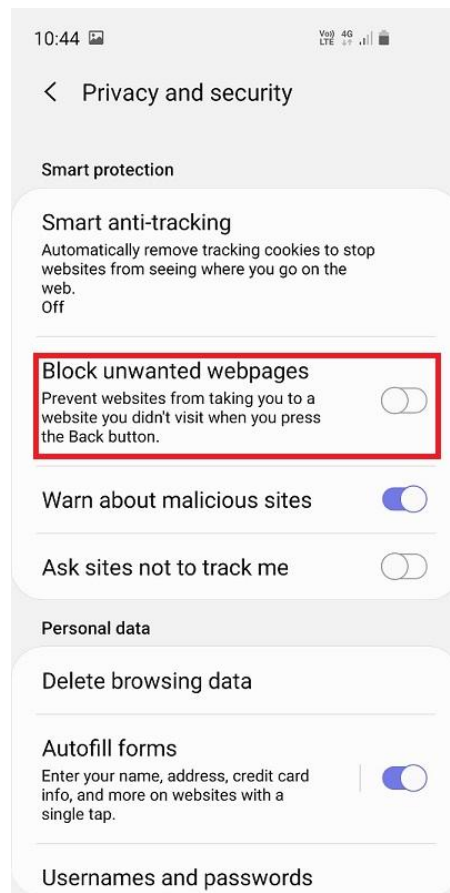 10:44
Vo)) 4G
LTE
Privacy and security
Smart protection
Smart anti-tracking
Automatically remove tracking cookies to stop
websites from seeing where you go on the
web.
Off
Block unwanted webpages
Prevent websites from taking you to a
website you didn't visit when you press
the Back button.
Warn about malicious sites
Ask sites not to track me
Personal data
Delete browsing data
Autofill forms
Enter your name, address, credit card
info, and more on websites with a
single tap.
Usernames and passwords